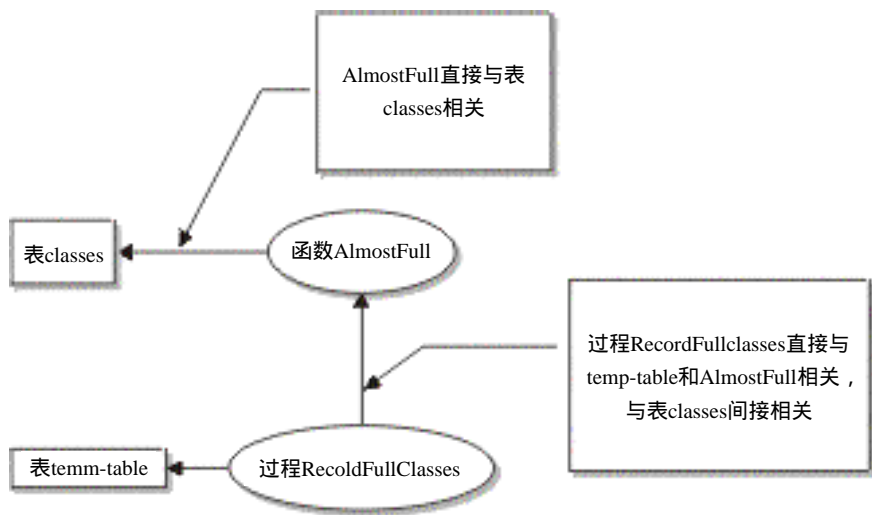 AlmostFull直接与表
classes相关
表classes
函数AlmostFull
过程RecordFullclasses直接与
temp-table和AlmostFull相关，
与表classes间接相关
表temm-table
过程RecoldFullClasses